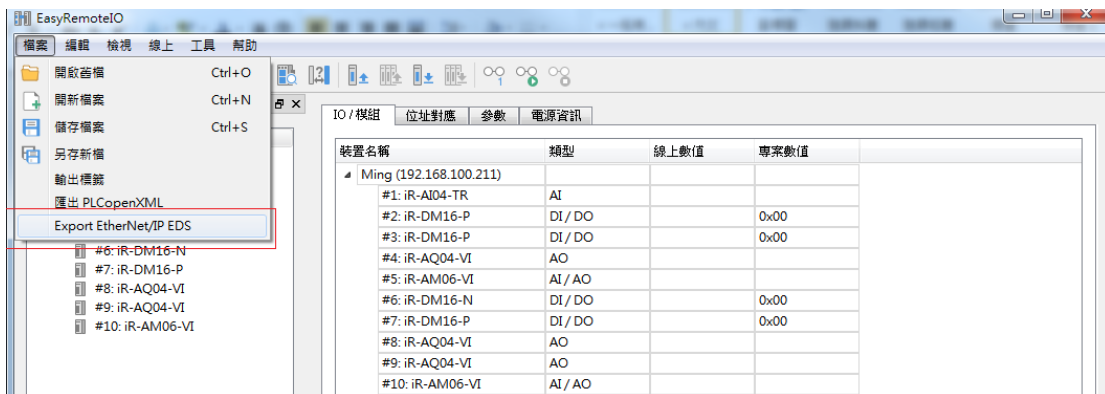 EasyRemoteIO
檔案 編輯 檢視 線上 工具 幫助
開啟舊檔 Ctrl+O
開新檔案 Ctrl+N
儲存檔案 Ctrl+S
另存新檔
輸出標籤
匯出 PLCopenXML
Export EtherNet/IP EDS
#6: iR-DM16-N
#7: iR-DM16-P
#8: iR-AQ04-VI
#9: iR-AQ04-VI
#10: iR-AM06-VI
IO / 模組 位址對應 參數 電源資訊
裝置名稱 類型 線上數值 專案數值
Ming (192.168.100.211)
#1: iR-AI04-TR AI
#2: iR-DM16-P DI / DO 0x00
#3: iR-DM16-P DI / DO 0x00
#4: iR-AQ04-VI AO
#5: iR-AM06-VI AI / AO
#6: iR-DM16-N DI / DO 0x00
#7: iR-DM16-P DI / DO 0x00
#8: iR-AQ04-VI AO
#9: iR-AQ04-VI AO
#10: iR-AM06-VI AI / AO